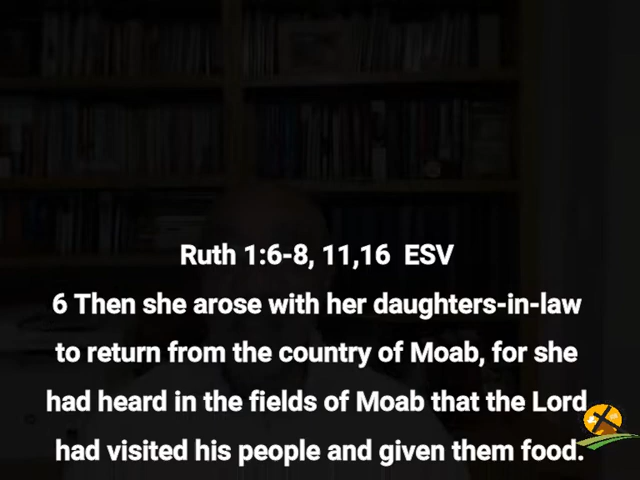 Ruth 1:6-8, 11,16 ESV
6 Then she arose with her daughters-in-law
to return from the country of Moab, for she
had heard in the fields of Moab that the Lord
had visited his people and given them food.